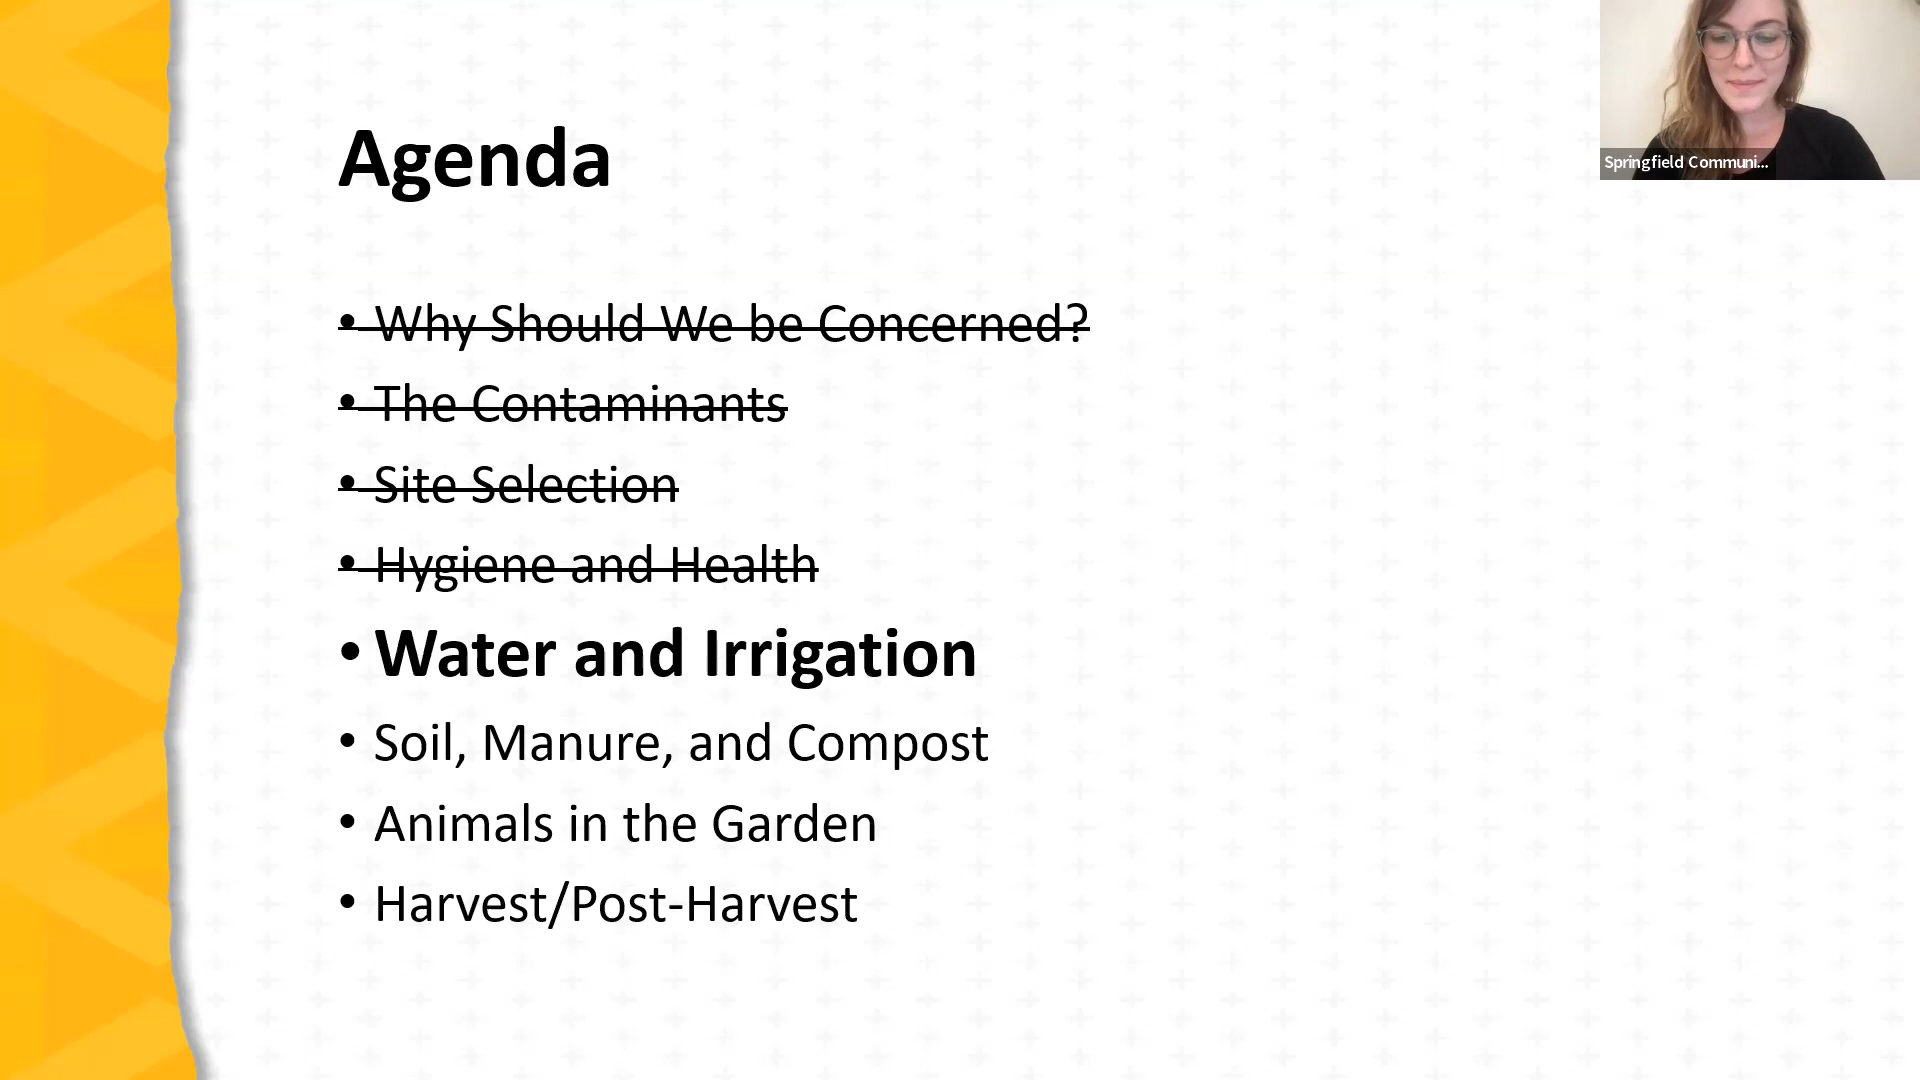 Agenda
• Why Should We be Concerned?
• The Contaminants
• Site Selection
• Hygiene and Health
• Water and Irrigation
• Soil, Manure, and Compost
• Animals in the Garden
• Harvest/Post-Harvest
Springfield Communi...